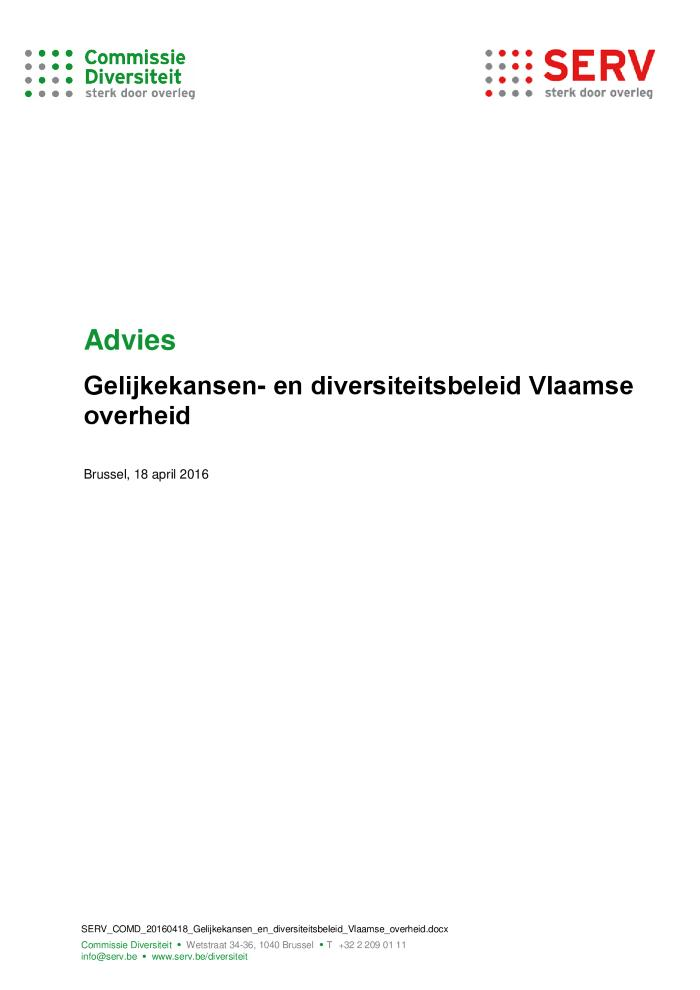 Commissie
Diversiteit
sterk door overleg
SERV
sterk door overleg
Advies
Gelijkekansen- en diversiteitsbeleid Vlaamse
overheid
Brussel, 18 april 2016
SERV_COMD_20160418_Gelijkekansen_en_diversiteitsbeleid_Vlaamse_overheid.docx
Commissie Diversiteit • Wetstraat 34-36, 1040 Brussel • T +32 2 209 01 11
info@serv.be • www.serv.be/diversiteit